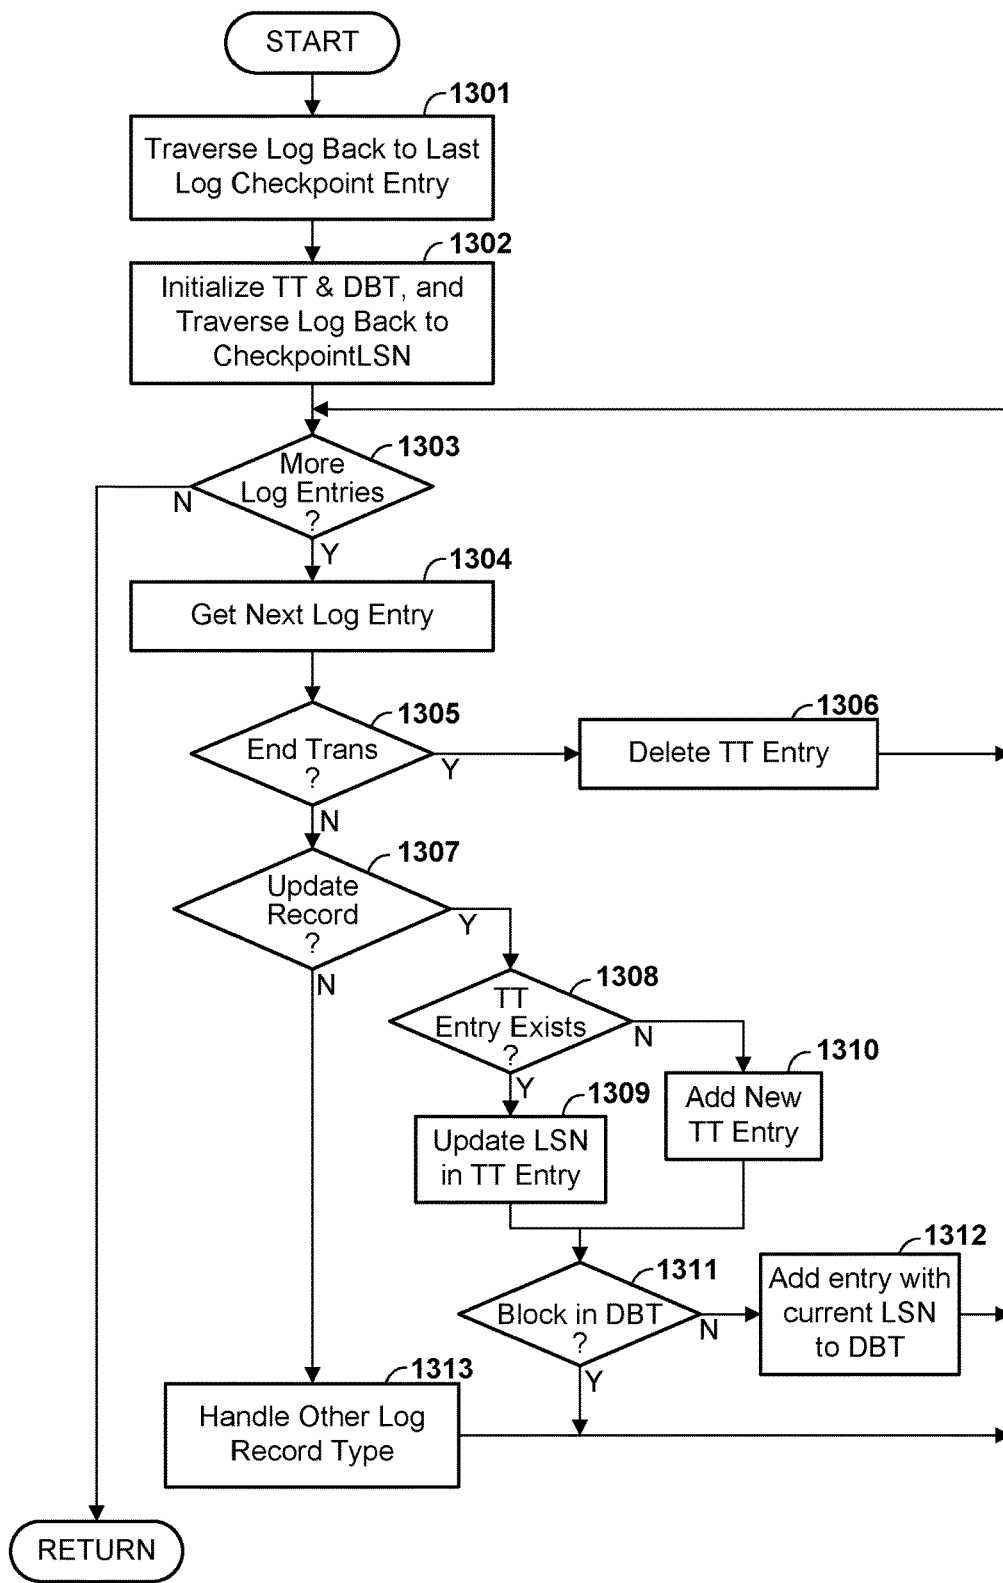 START
1301
Traverse Log Back to Last
Log Checkpoint Entry
1302
Initialize TT & DBT, and
Traverse Log Back to
CheckpointLSN
1303
More
Log Entries
?
N
Y
1304
Get Next Log Entry
1305
End Trans
?
Y
N
1306
Delete TT Entry
1307
Update
Record
?
Y
N
1308
TT
Entry Exists
?
N
Y
1309
Update LSN
in TT Entry
1310
Add New
TT Entry
1311
Block in DBT
?
N
Y
1312
Add entry with
current LSN
to DBT
1313
Handle Other Log
Record Type
RETURN